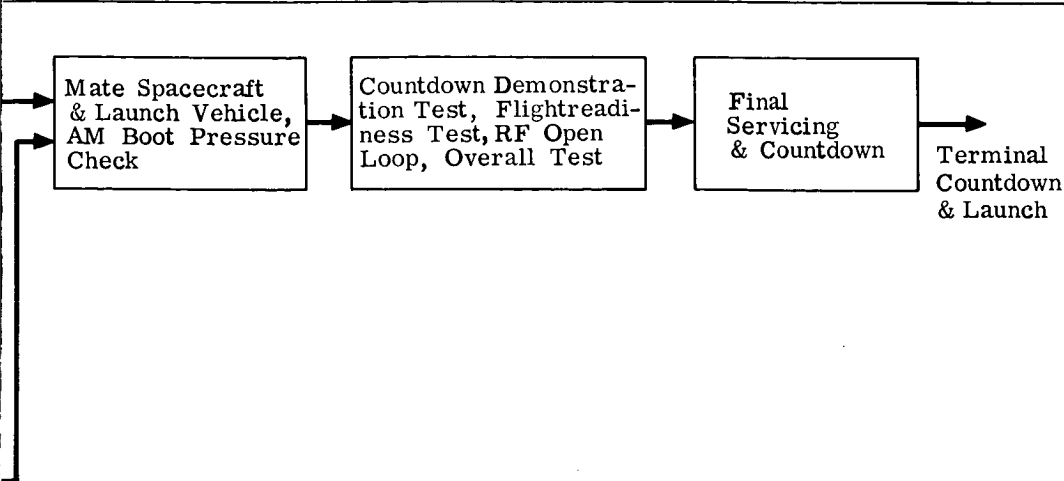 Mate Spacecraft
& Launch Vehicle,
AM Boot Pressure
Check
Countdown Demonstra-
tion Test, Flightreadi-
ness Test, RF Open
Loop, Overall Test
Final
Servicing
& Countdown
Terminal
Countdown
& Launch